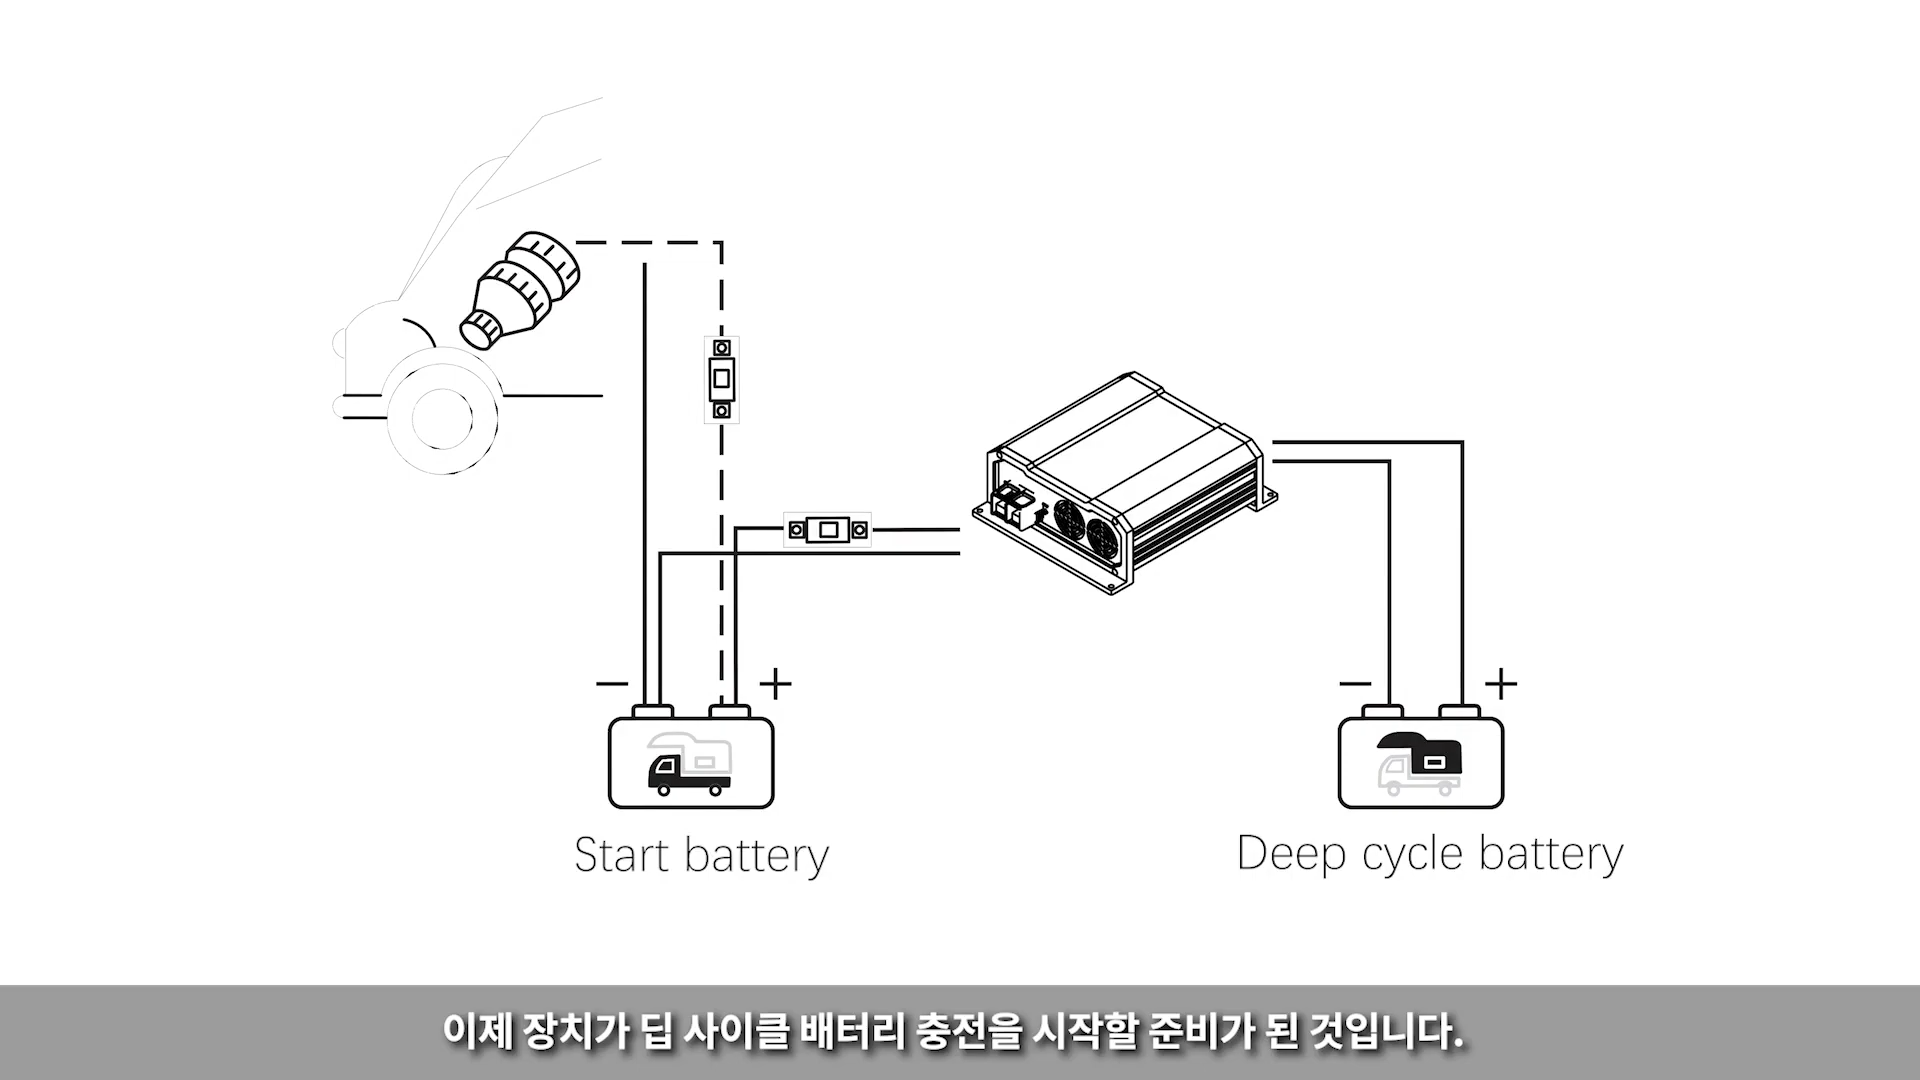 − +
− +
Start battery
Deep cycle battery
이제 장치가 딥 사이클 배터리 충전을 시작할 준비가 된 것입니다.